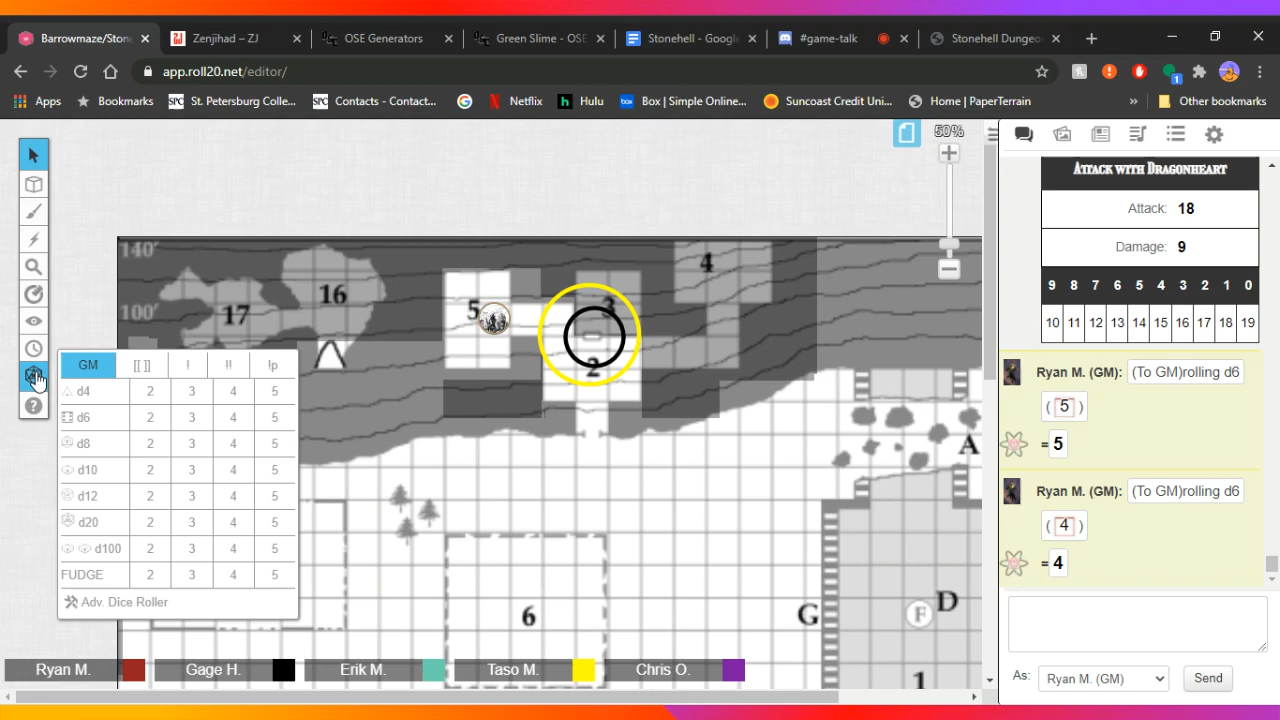 Barrowmaze/Ston
Zenjihad – ZJ
OSE Generators
Green Slime - OSE
Stonehell - Google
#game-talk
Stonehell Dungeo
app.roll20.net/editor/
1
Apps
Bookmarks
SPC St. Petersburg Colle...
SPC Contacts - Contact...
G
N Netflix
h Hulu
box Box | Simple Online...
Suncoast Credit Uni...
Home | PaperTerrain
»
Other bookmarks
50%
140'
100'
17
16
5
3
2
4
A
6
G
F
D
1
GM [[ ]] ! !! !p
d4 2 3 4 5
d6 2 3 4 5
d8 2 3 4 5
d10 2 3 4 5
d12 2 3 4 5
d20 2 3 4 5
d100 2 3 4 5
FUDGE 2 3 4 5
Adv. Dice Roller
Ryan M.
Gage H.
Erik M.
Taso M.
Chris O.
Attack with Dragonheart
Attack: 18
Damage: 9
9 8 7 6 5 4 3 2 1 0
10 11 12 13 14 15 16 17 18 19
Ryan M. (GM): (To GM)rolling d6
( 5 )
= 5
Ryan M. (GM): (To GM)rolling d6
( 4 )
= 4
As: Ryan M. (GM) Send